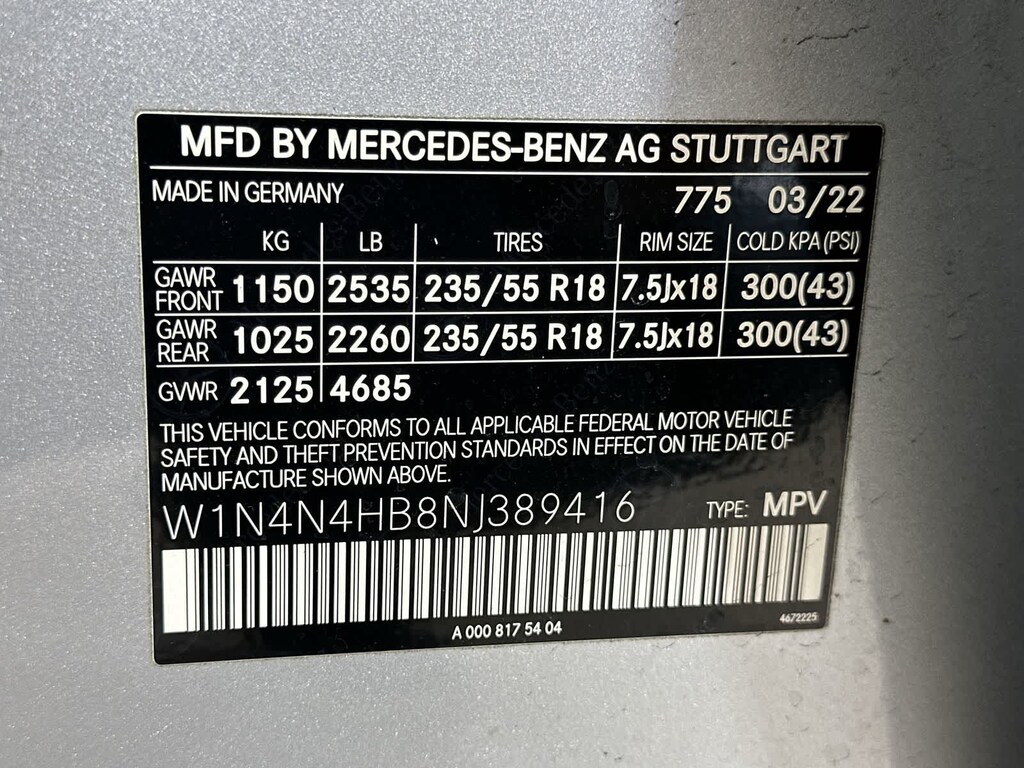 MFD BY MERCEDES-BENZ AG STUTTGART
MADE IN GERMANY 775 03/22
KG LB TIRES RIM SIZE COLD KPA (PSI)
GAWR FRONT 1150 2535 235/55 R18 7.5Jx18 300(43)
GAWR REAR 1025 2260 235/55 R18 7.5Jx18 300(43)
GVWR 2125 4685
THIS VEHICLE CONFORMS TO ALL APPLICABLE FEDERAL MOTOR VEHICLE
SAFETY AND THEFT PREVENTION STANDARDS IN EFFECT ON THE DATE OF
MANUFACTURE SHOWN ABOVE.
W1N4N4HB8NJ389416 TYPE: MPV
A 000 817 54 04 4672225